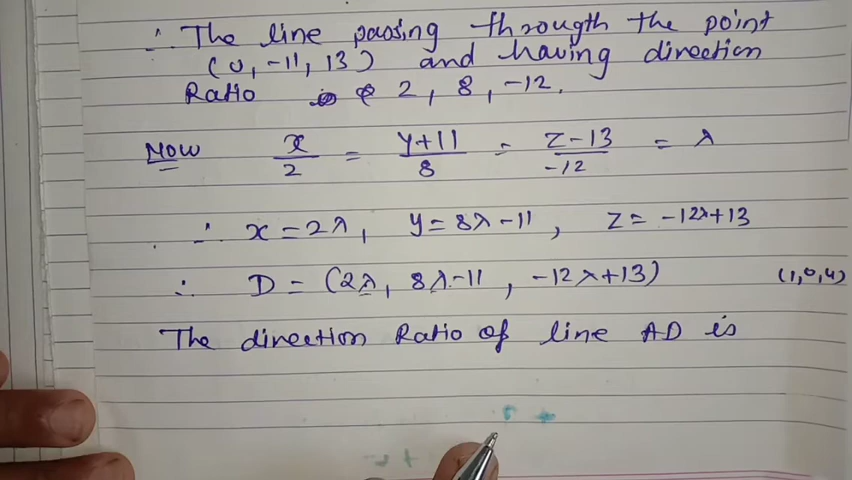 ∴ The line pasing througth the point
(0, -11, 13) and having direction
Ratio 2, 8, -12.
Now x/2 = y+11/8 = z-13/-12 = λ
∴ x = 2λ, y = 8λ-11, z = -12λ+13
∴ D = (2λ, 8λ-11, -12λ+13) (1,0,4)
The direction Ratio of line AD is